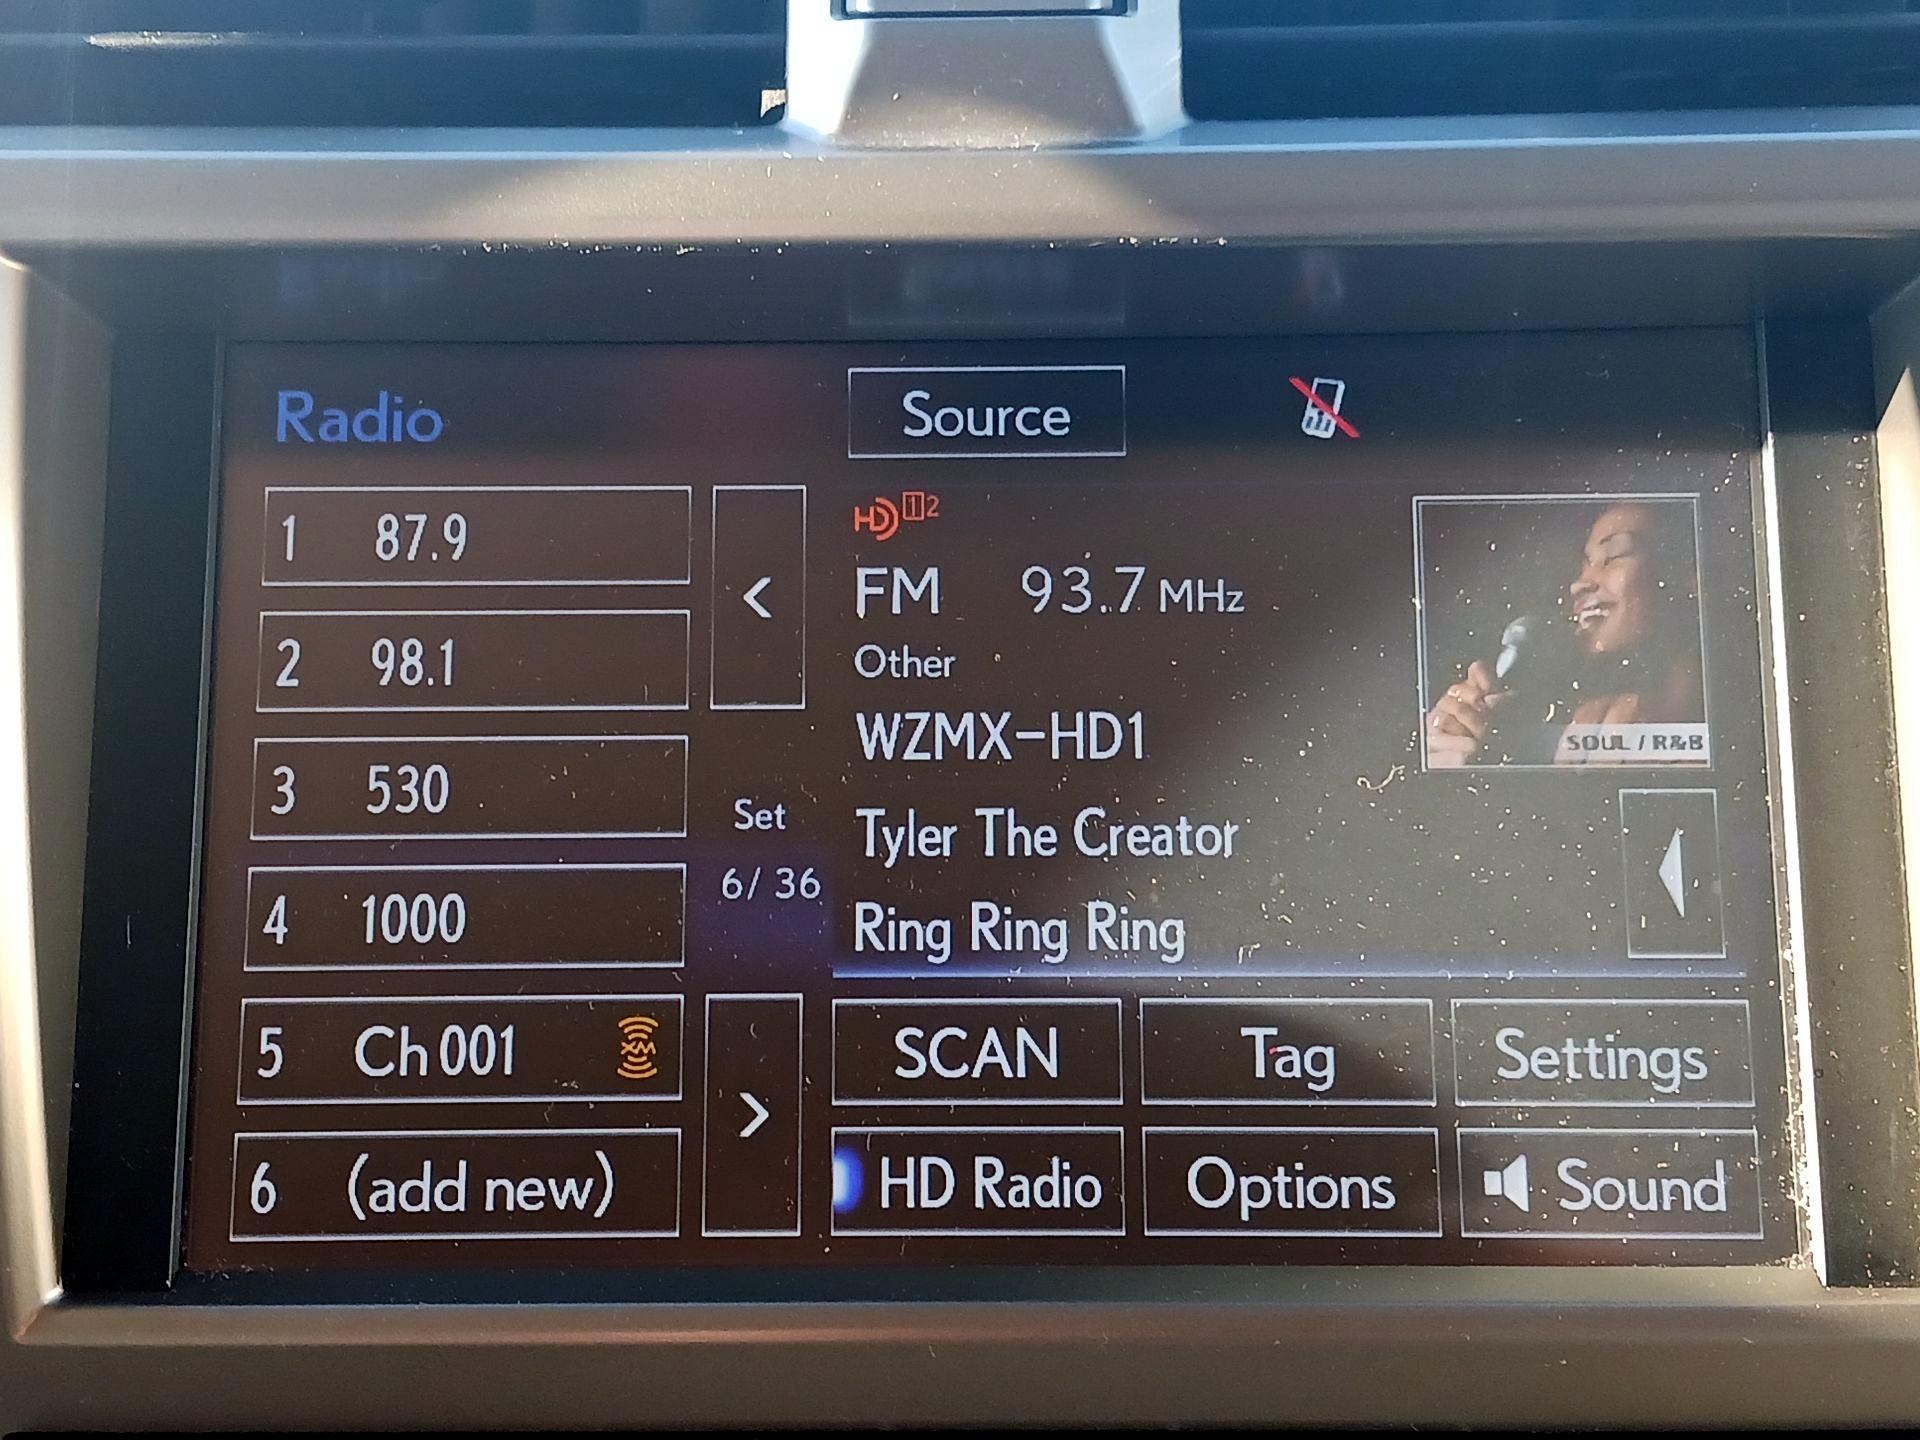 Radio
Source
1 87.9
2 98.1
3 530
4 1000
5 Ch 001 XM
6 (add new)
<
Set
6/ 36
>
HD 1 2
FM 93.7 MHz
Other
WZMX-HD1
Tyler The Creator
Ring Ring Ring
SOUL / R&B
SCAN Tag Settings
HD Radio Options Sound